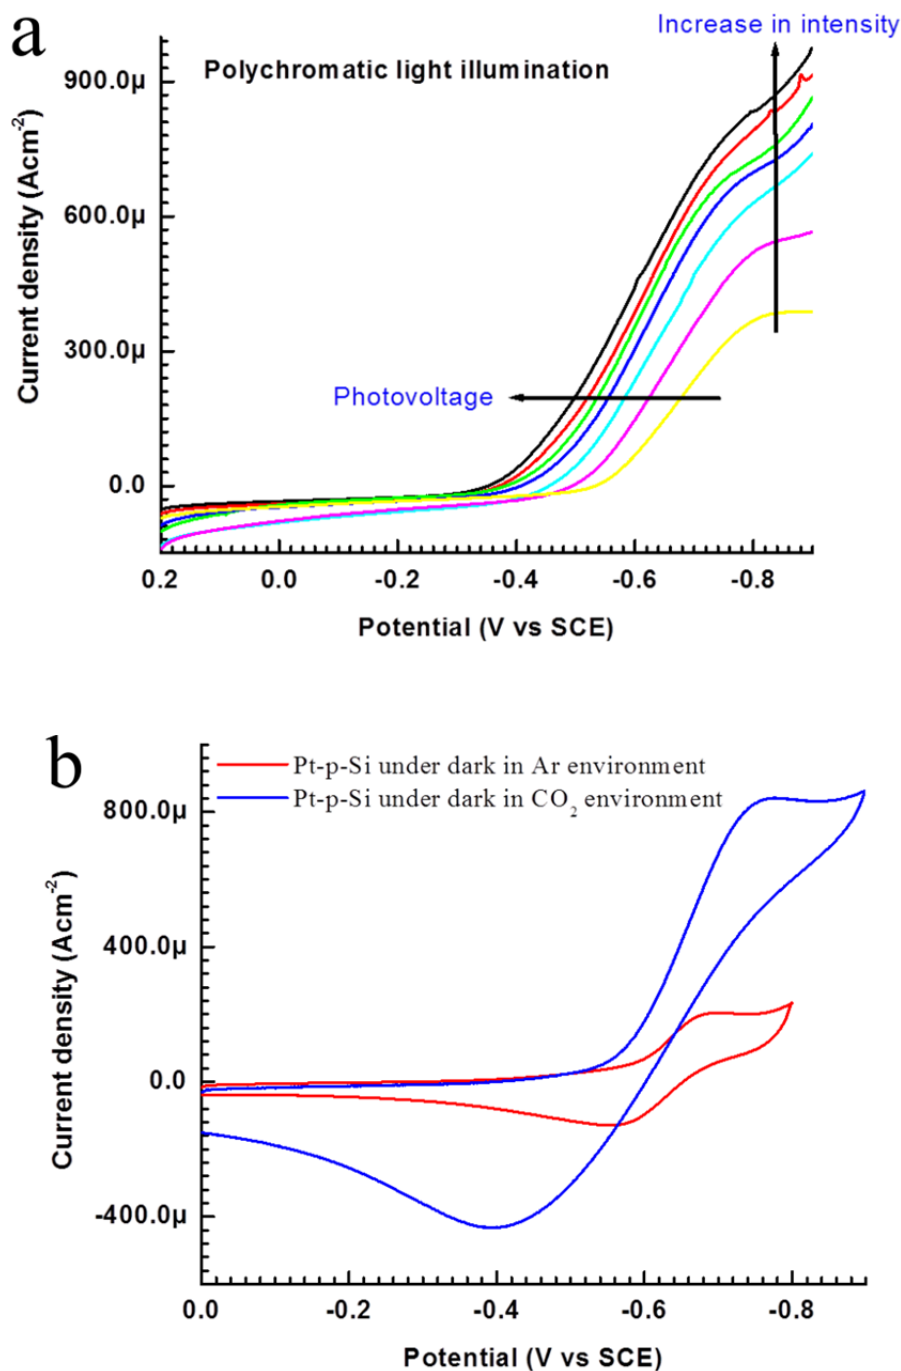 a
Increase in intensity
Polychromatic light illumination
900.0µ
600.0µ
300.0µ
0.0
Current density (Acm⁻²)
Photovoltage
0.2 0.0 -0.2 -0.4 -0.6 -0.8
Potential (V vs SCE)
b
Pt-p-Si under dark in Ar environment
Pt-p-Si under dark in CO₂ environment
800.0µ
400.0µ
0.0
-400.0µ
Current density (Acm⁻²)
0.0 -0.2 -0.4 -0.6 -0.8
Potential (V vs SCE)